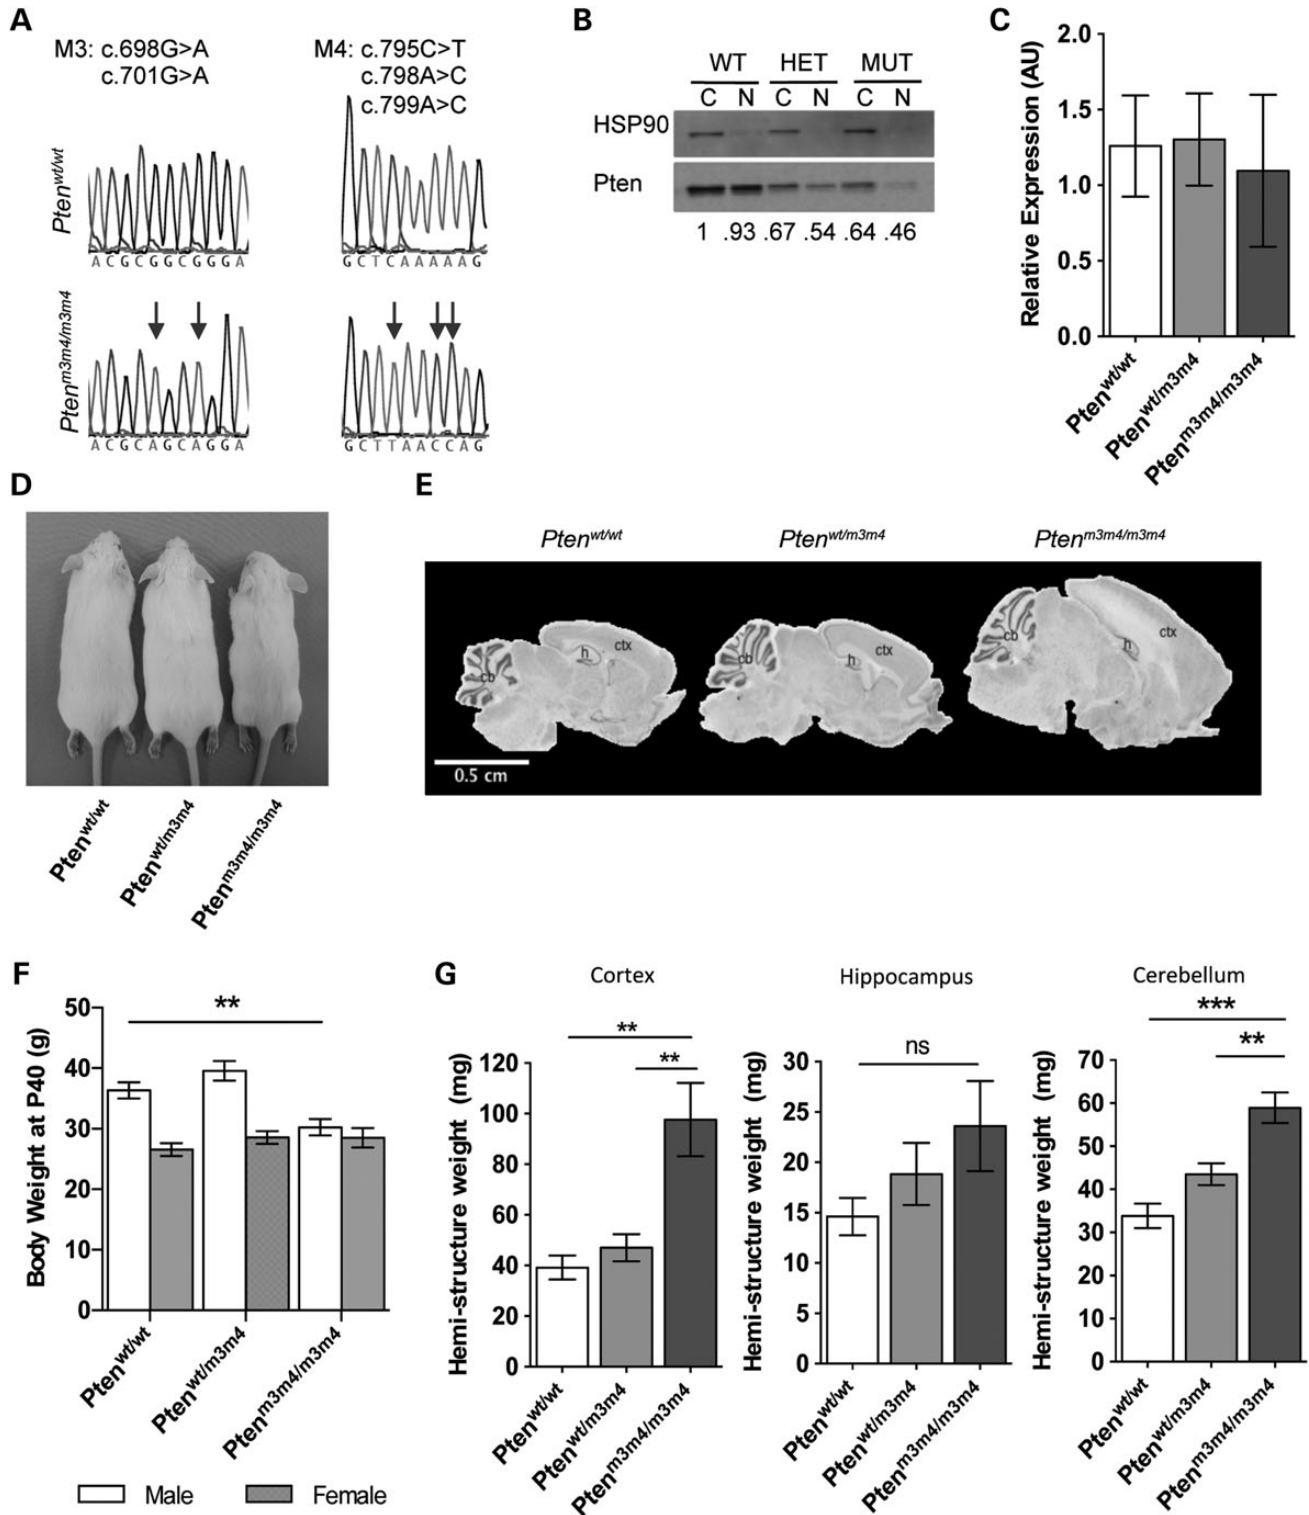 A
M3: c.698G>A
c.701G>A
M4: c.795C>T
c.798A>C
c.799A>C
Pten^wt/wt
A C G C G G C G G G A
G C T C A A A A A G
Pten^m3m4/m3m4
A C G C A G C A G G A
G C T T A A C C A G
B
WT HET MUT
C N C N C N
HSP90
Pten
1 .93 .67 .54 .64 .46
C
Relative Expression (AU)
2.0
1.5
1.0
0.5
0.0
Pten^wt/wt
Pten^wt/m3m4
Pten^m3m4/m3m4
D
Pten^wt/wt
Pten^wt/m3m4
Pten^m3m4/m3m4
E
Pten^wt/wt Pten^wt/m3m4 Pten^m3m4/m3m4
cb h ctx
cb h ctx
cb h ctx
0.5 cm
F
Body Weight at P40 (g)
50
40
30
20
10
0
**
Pten^wt/wt
Pten^wt/m3m4
Pten^m3m4/m3m4
Male Female
G
Cortex
Hemi-structure weight (mg)
120
100
80
60
40
20
0
**
**
Pten^wt/wt
Pten^wt/m3m4
Pten^m3m4/m3m4
Hippocampus
Hemi-structure weight (mg)
30
25
20
15
10
5
0
ns
Pten^wt/wt
Pten^wt/m3m4
Pten^m3m4/m3m4
Cerebellum
Hemi-structure weight (mg)
70
60
50
40
30
20
10
0
***
**
Pten^wt/wt
Pten^wt/m3m4
Pten^m3m4/m3m4